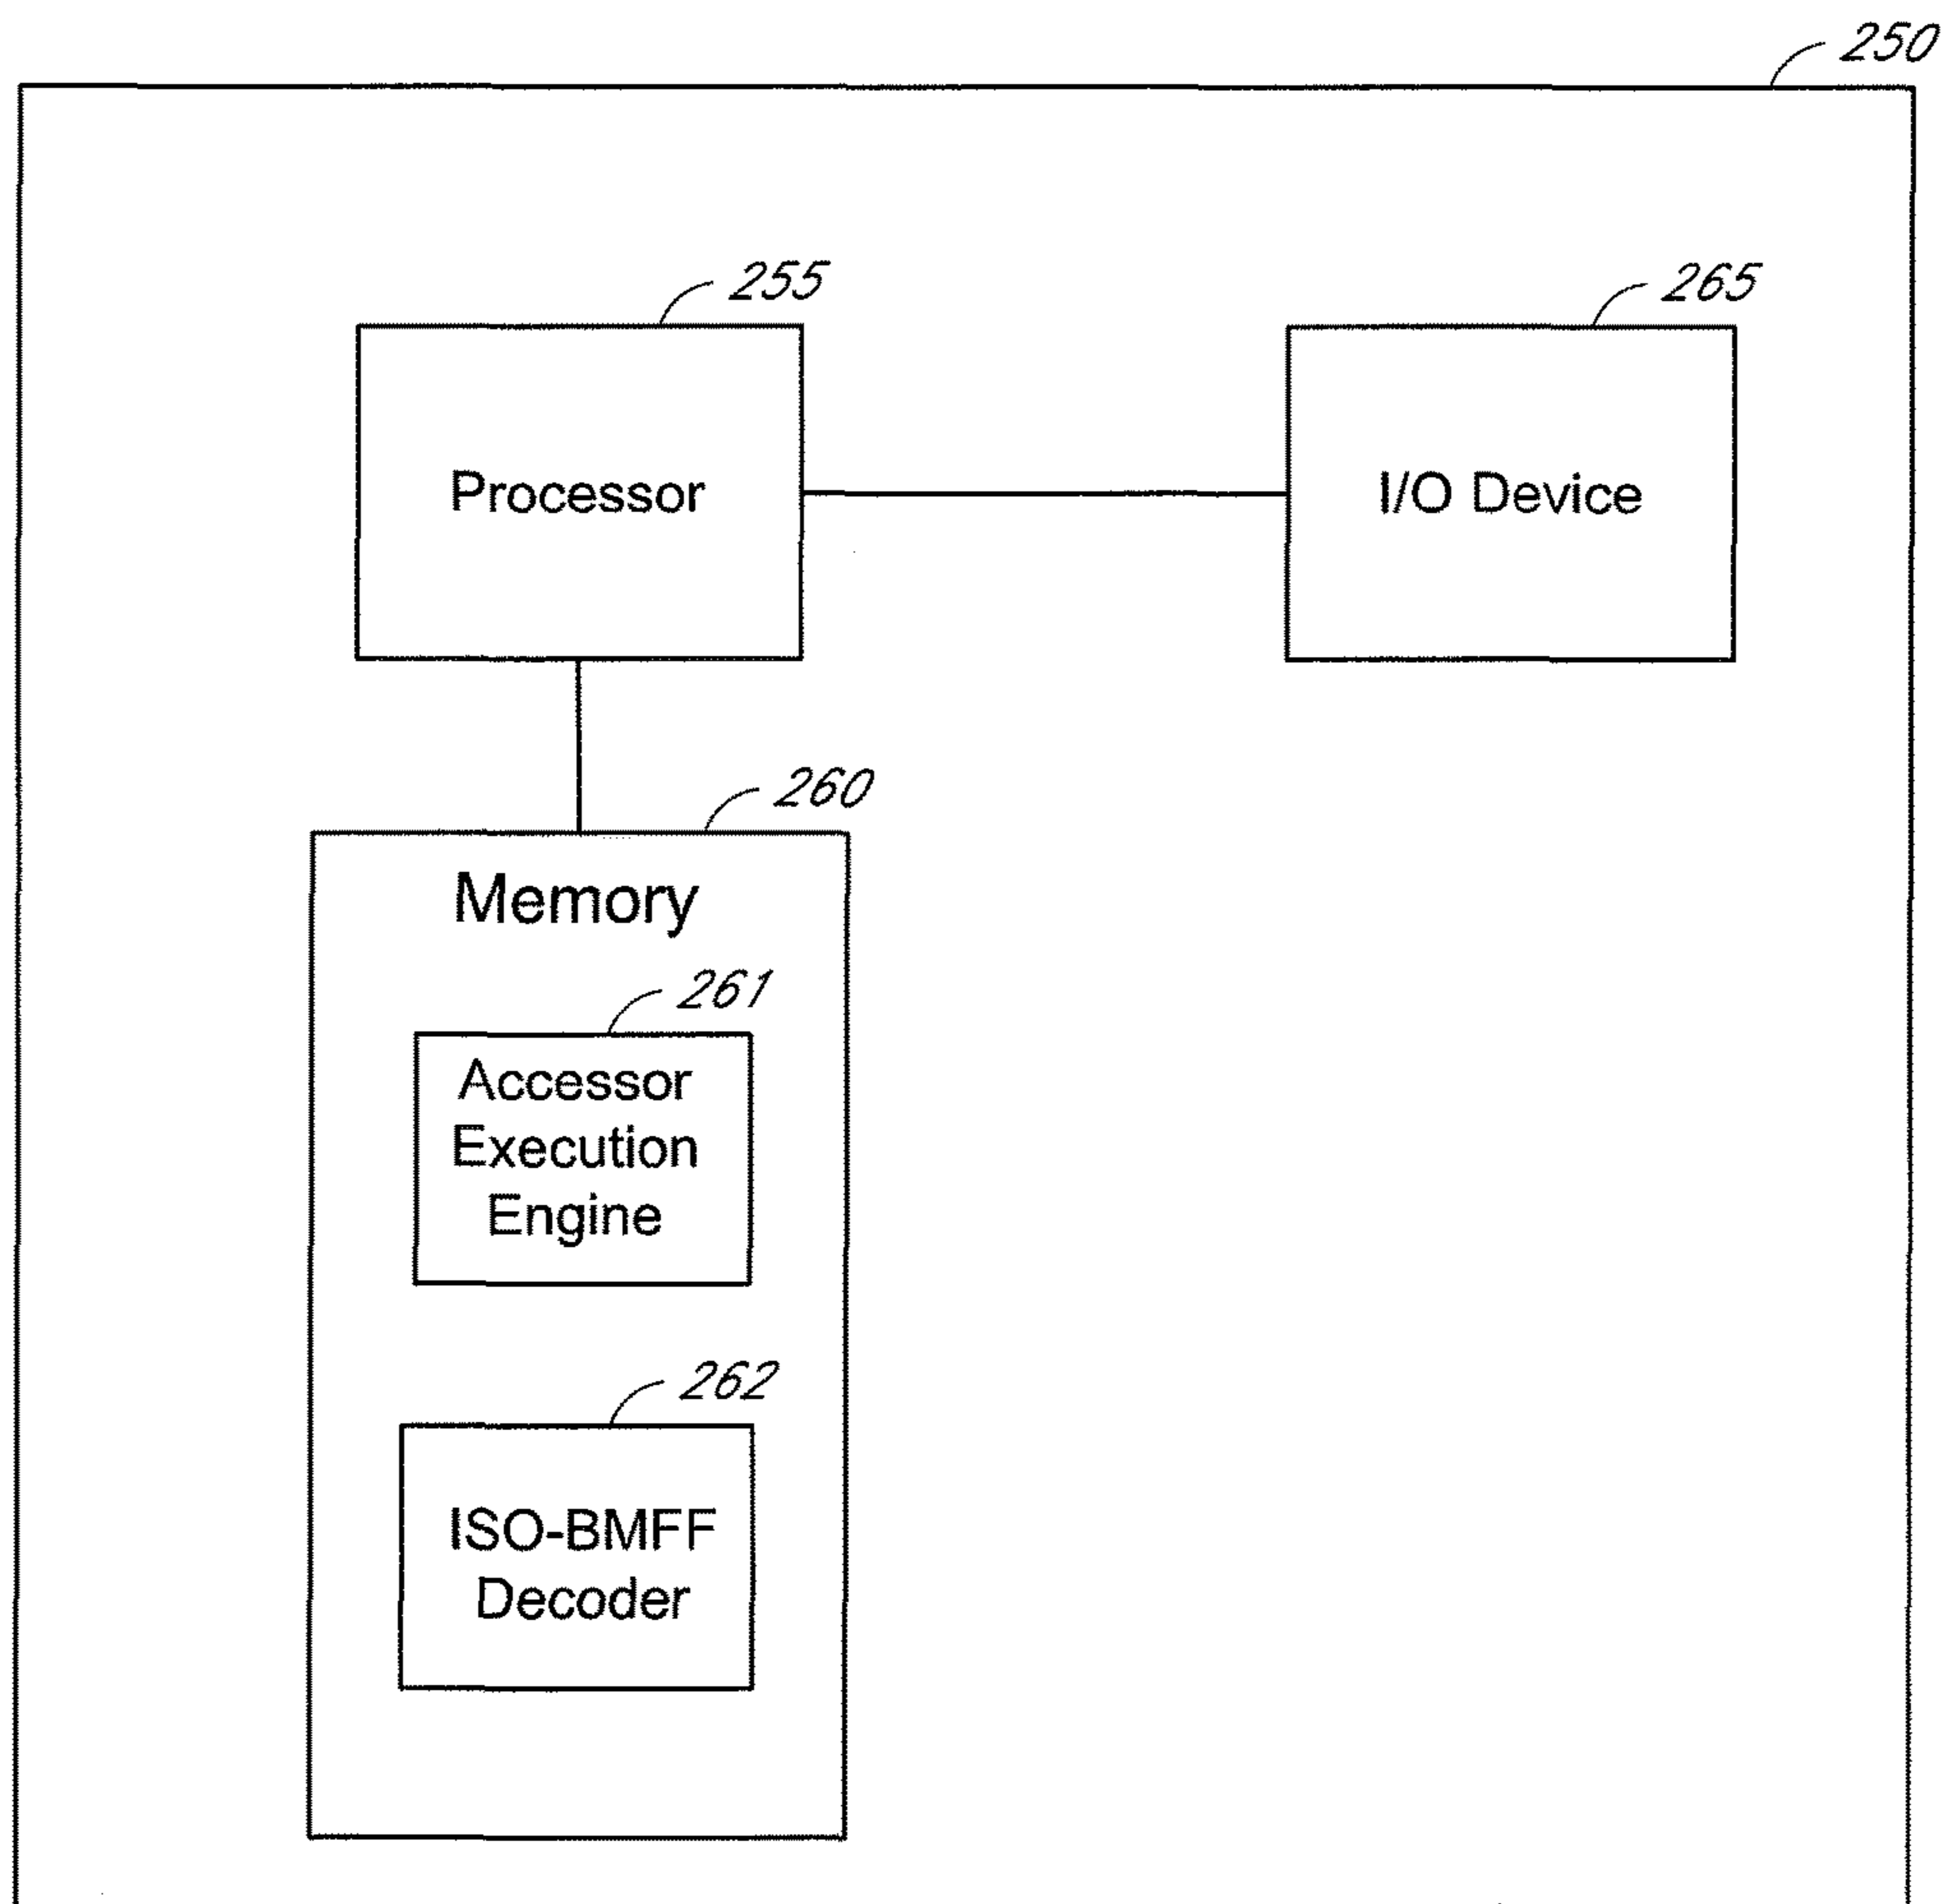 250
255
265
Processor
I/O Device
260
Memory
261
Accessor
Execution
Engine
262
ISO-BMFF
Decoder